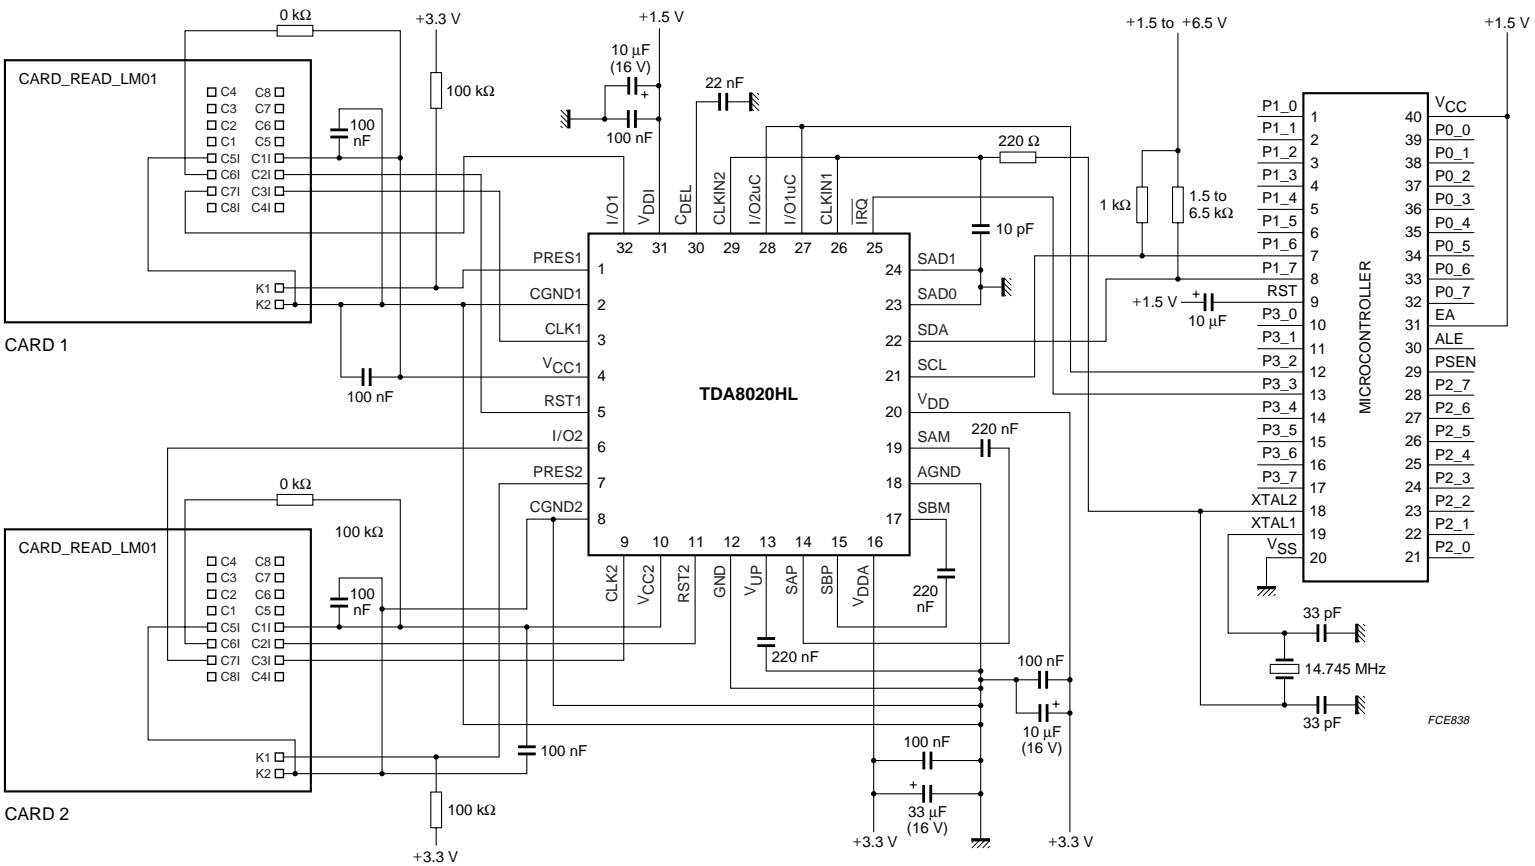 0 kΩ
+3.3 V
+1.5 V
+1.5 to +6.5 V
+1.5 V
CARD_READ_LM01
C4 C8
C3 C7
C2 C6
C1 C5
C5I C1I
C6I C2I
C7I C3I
C8I C4I
K1
K2
CARD 1
100 nF
100 kΩ
100 nF
10 µF (16 V)
+
100 nF
22 nF
220 Ω
10 pF
1 kΩ
1.5 to 6.5 kΩ
I/O1
VDDI
CDEL
CLKIN2
I/O2uC
I/O1uC
CLKIN1
IRQ
32 31 30 29 28 27 26 25
PRES1 1
CGND1 2
CLK1 3
VCC1 4
RST1 5
I/O2 6
PRES2 7
CGND2 8
TDA8020HL
24 SAD1
23 SAD0
22 SDA
21 SCL
20 VDD
19 SAM
18 AGND
17 SBM
9 10 11 12 13 14 15 16
CLK2
VCC2
RST2
GND
VUP
SAP
SBP
VDDA
220 nF
220 nF
220 nF
100 nF
+
10 µF (16 V)
100 nF
+
33 µF (16 V)
+3.3 V
+3.3 V
0 kΩ
100 kΩ
CARD_READ_LM01
C4 C8
C3 C7
C2 C6
C1 C5
C5I C1I
C6I C2I
C7I C3I
C8I C4I
K1
K2
CARD 2
100 nF
100 nF
100 kΩ
+3.3 V
MICROCONTROLLER
P1_0 1
P1_1 2
P1_2 3
P1_3 4
P1_4 5
P1_5 6
P1_6 7
P1_7 8
RST 9
+1.5 V
+
10 µF
P3_0 10
P3_1 11
P3_2 12
P3_3 13
P3_4 14
P3_5 15
P3_6 16
P3_7 17
XTAL2 18
XTAL1 19
VSS 20
40 VCC
39 P0_0
38 P0_1
37 P0_2
36 P0_3
35 P0_4
34 P0_5
33 P0_6
32 P0_7
31 EA
30 ALE
29 PSEN
28 P2_7
27 P2_6
26 P2_5
25 P2_4
24 P2_3
23 P2_2
22 P2_1
21 P2_0
33 pF
14.745 MHz
33 pF
FCE838